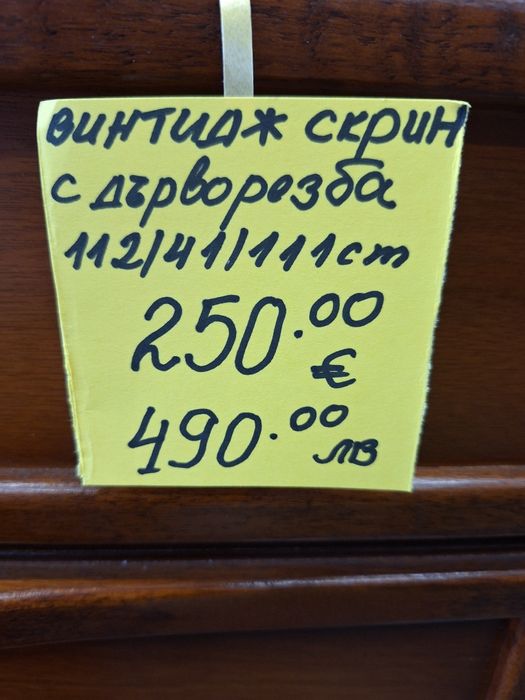 винтидж скрин
с дърворезба
112/41/111cm
250.00
€
490.00
лв